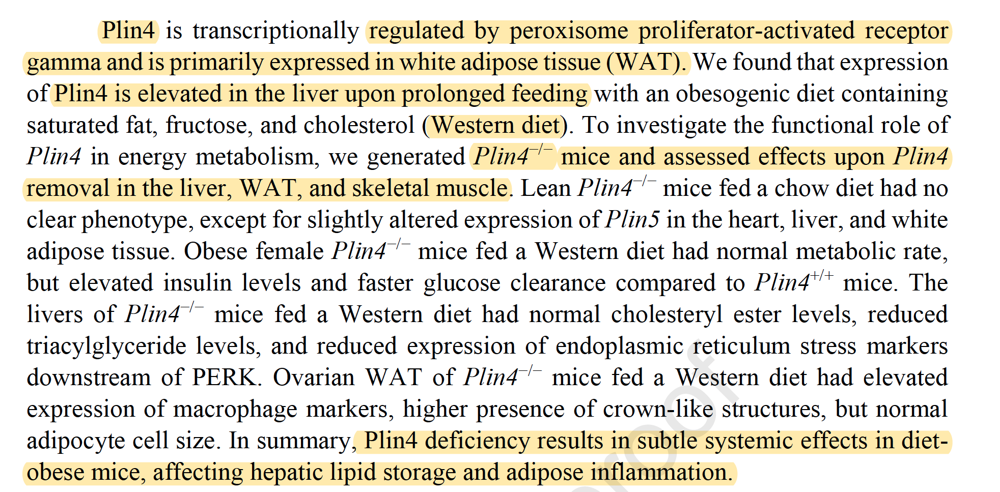 Plin4 is transcriptionally regulated by peroxisome proliferator-activated receptor
gamma and is primarily expressed in white adipose tissue (WAT). We found that expression
of Plin4 is elevated in the liver upon prolonged feeding with an obesogenic diet containing
saturated fat, fructose, and cholesterol (Western diet). To investigate the functional role of
Plin4 in energy metabolism, we generated Plin4−/− mice and assessed effects upon Plin4
removal in the liver, WAT, and skeletal muscle. Lean Plin4−/− mice fed a chow diet had no
clear phenotype, except for slightly altered expression of Plin5 in the heart, liver, and white
adipose tissue. Obese female Plin4−/− mice fed a Western diet had normal metabolic rate,
but elevated insulin levels and faster glucose clearance compared to Plin4+/+ mice. The
livers of Plin4−/− mice fed a Western diet had normal cholesteryl ester levels, reduced
triacylglyceride levels, and reduced expression of endoplasmic reticulum stress markers
downstream of PERK. Ovarian WAT of Plin4−/− mice fed a Western diet had elevated
expression of macrophage markers, higher presence of crown-like structures, but normal
adipocyte cell size. In summary, Plin4 deficiency results in subtle systemic effects in diet-
obese mice, affecting hepatic lipid storage and adipose inflammation.
roof